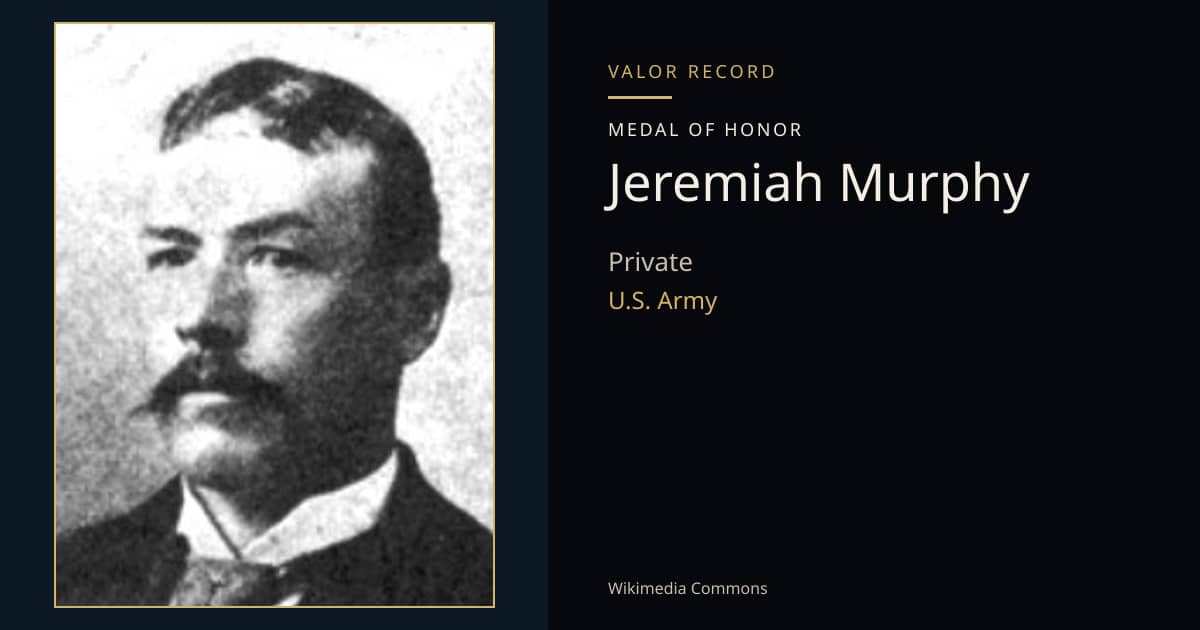 VALOR RECORD
MEDAL OF HONOR
Jeremiah Murphy
Private
U.S. Army
Wikimedia Commons